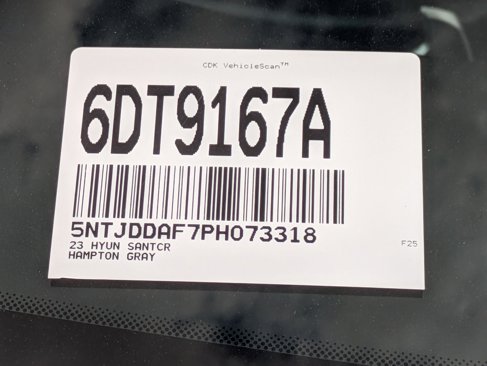 CDK VehicleScan™
6DT9167A
5NTJDDAF7PH073318
23 HYUN SANTCR
F25
HAMPTON GRAY